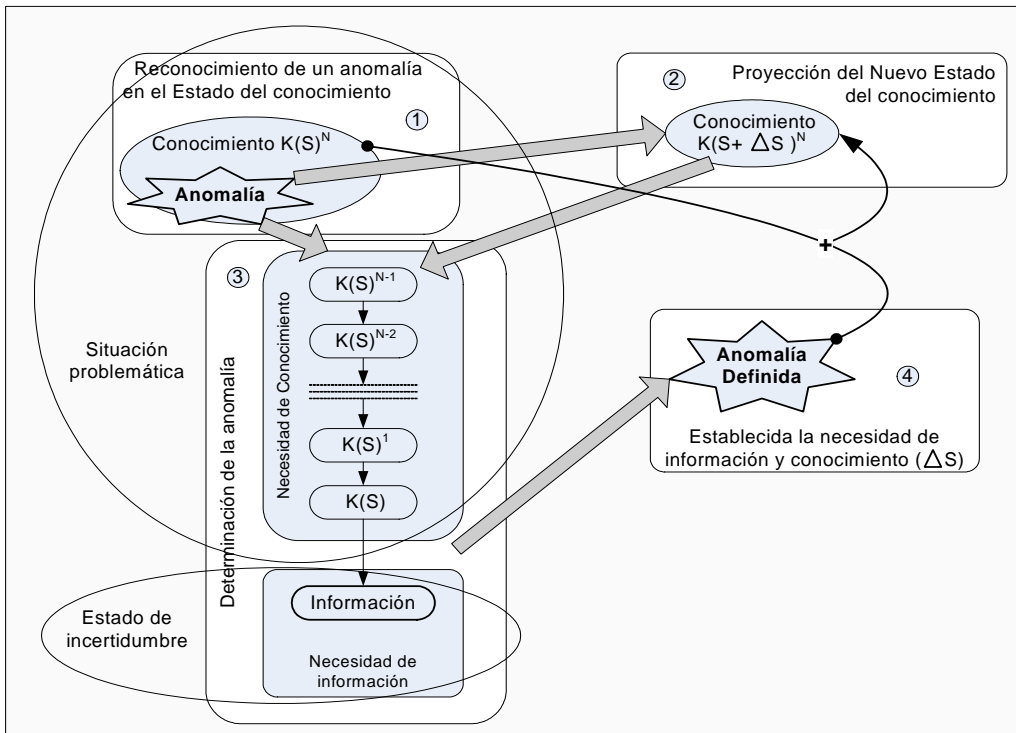 Reconocimiento de un anomalía
en el Estado del conocimiento
1
Conocimiento K(S)^N
Anomalía
2
Proyección del Nuevo Estado
del conocimiento
Conocimiento
K(S+ ΔS )^N
+
3
Determinación de la anomalía
Necesidad de Conocimiento
K(S)^N-1
K(S)^N-2
K(S)^1
K(S)
Situación
problemática
Anomalía
Definida
4
Establecida la necesidad de
información y conocimiento (ΔS)
Estado de
incertidumbre
Información
Necesidad de
información